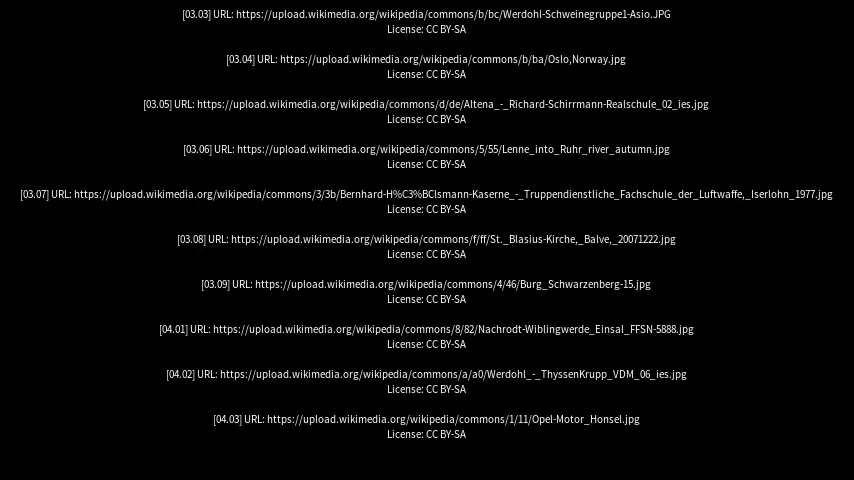 [03.03] URL: https://upload.wikimedia.org/wikipedia/commons/b/bc/Werdohl-Schweinegruppe1-Asio.JPG
License: CC BY-SA
[03.04] URL: https://upload.wikimedia.org/wikipedia/commons/b/ba/Oslo,Norway.jpg
License: CC BY-SA
[03.05] URL: https://upload.wikimedia.org/wikipedia/commons/d/de/Altena_-_Richard-Schirrmann-Realschule_02_ies.jpg
License: CC BY-SA
[03.06] URL: https://upload.wikimedia.org/wikipedia/commons/5/55/Lenne_into_Ruhr_river_autumn.jpg
License: CC BY-SA
[03.07] URL: https://upload.wikimedia.org/wikipedia/commons/3/3b/Bernhard-H%C3%BClsmann-Kaserne_-_Truppendienstliche_Fachschule_der_Luftwaffe,_Iserlohn_1977.jpg
License: CC BY-SA
[03.08] URL: https://upload.wikimedia.org/wikipedia/commons/f/ff/St._Blasius-Kirche,_Balve,_20071222.jpg
License: CC BY-SA
[03.09] URL: https://upload.wikimedia.org/wikipedia/commons/4/46/Burg_Schwarzenberg-15.jpg
License: CC BY-SA
[04.01] URL: https://upload.wikimedia.org/wikipedia/commons/8/82/Nachrodt-Wiblingwerde_Einsal_FFSN-5888.jpg
License: CC BY-SA
[04.02] URL: https://upload.wikimedia.org/wikipedia/commons/a/a0/Werdohl_-_ThyssenKrupp_VDM_06_ies.jpg
License: CC BY-SA
[04.03] URL: https://upload.wikimedia.org/wikipedia/commons/1/11/Opel-Motor_Honsel.jpg
License: CC BY-SA